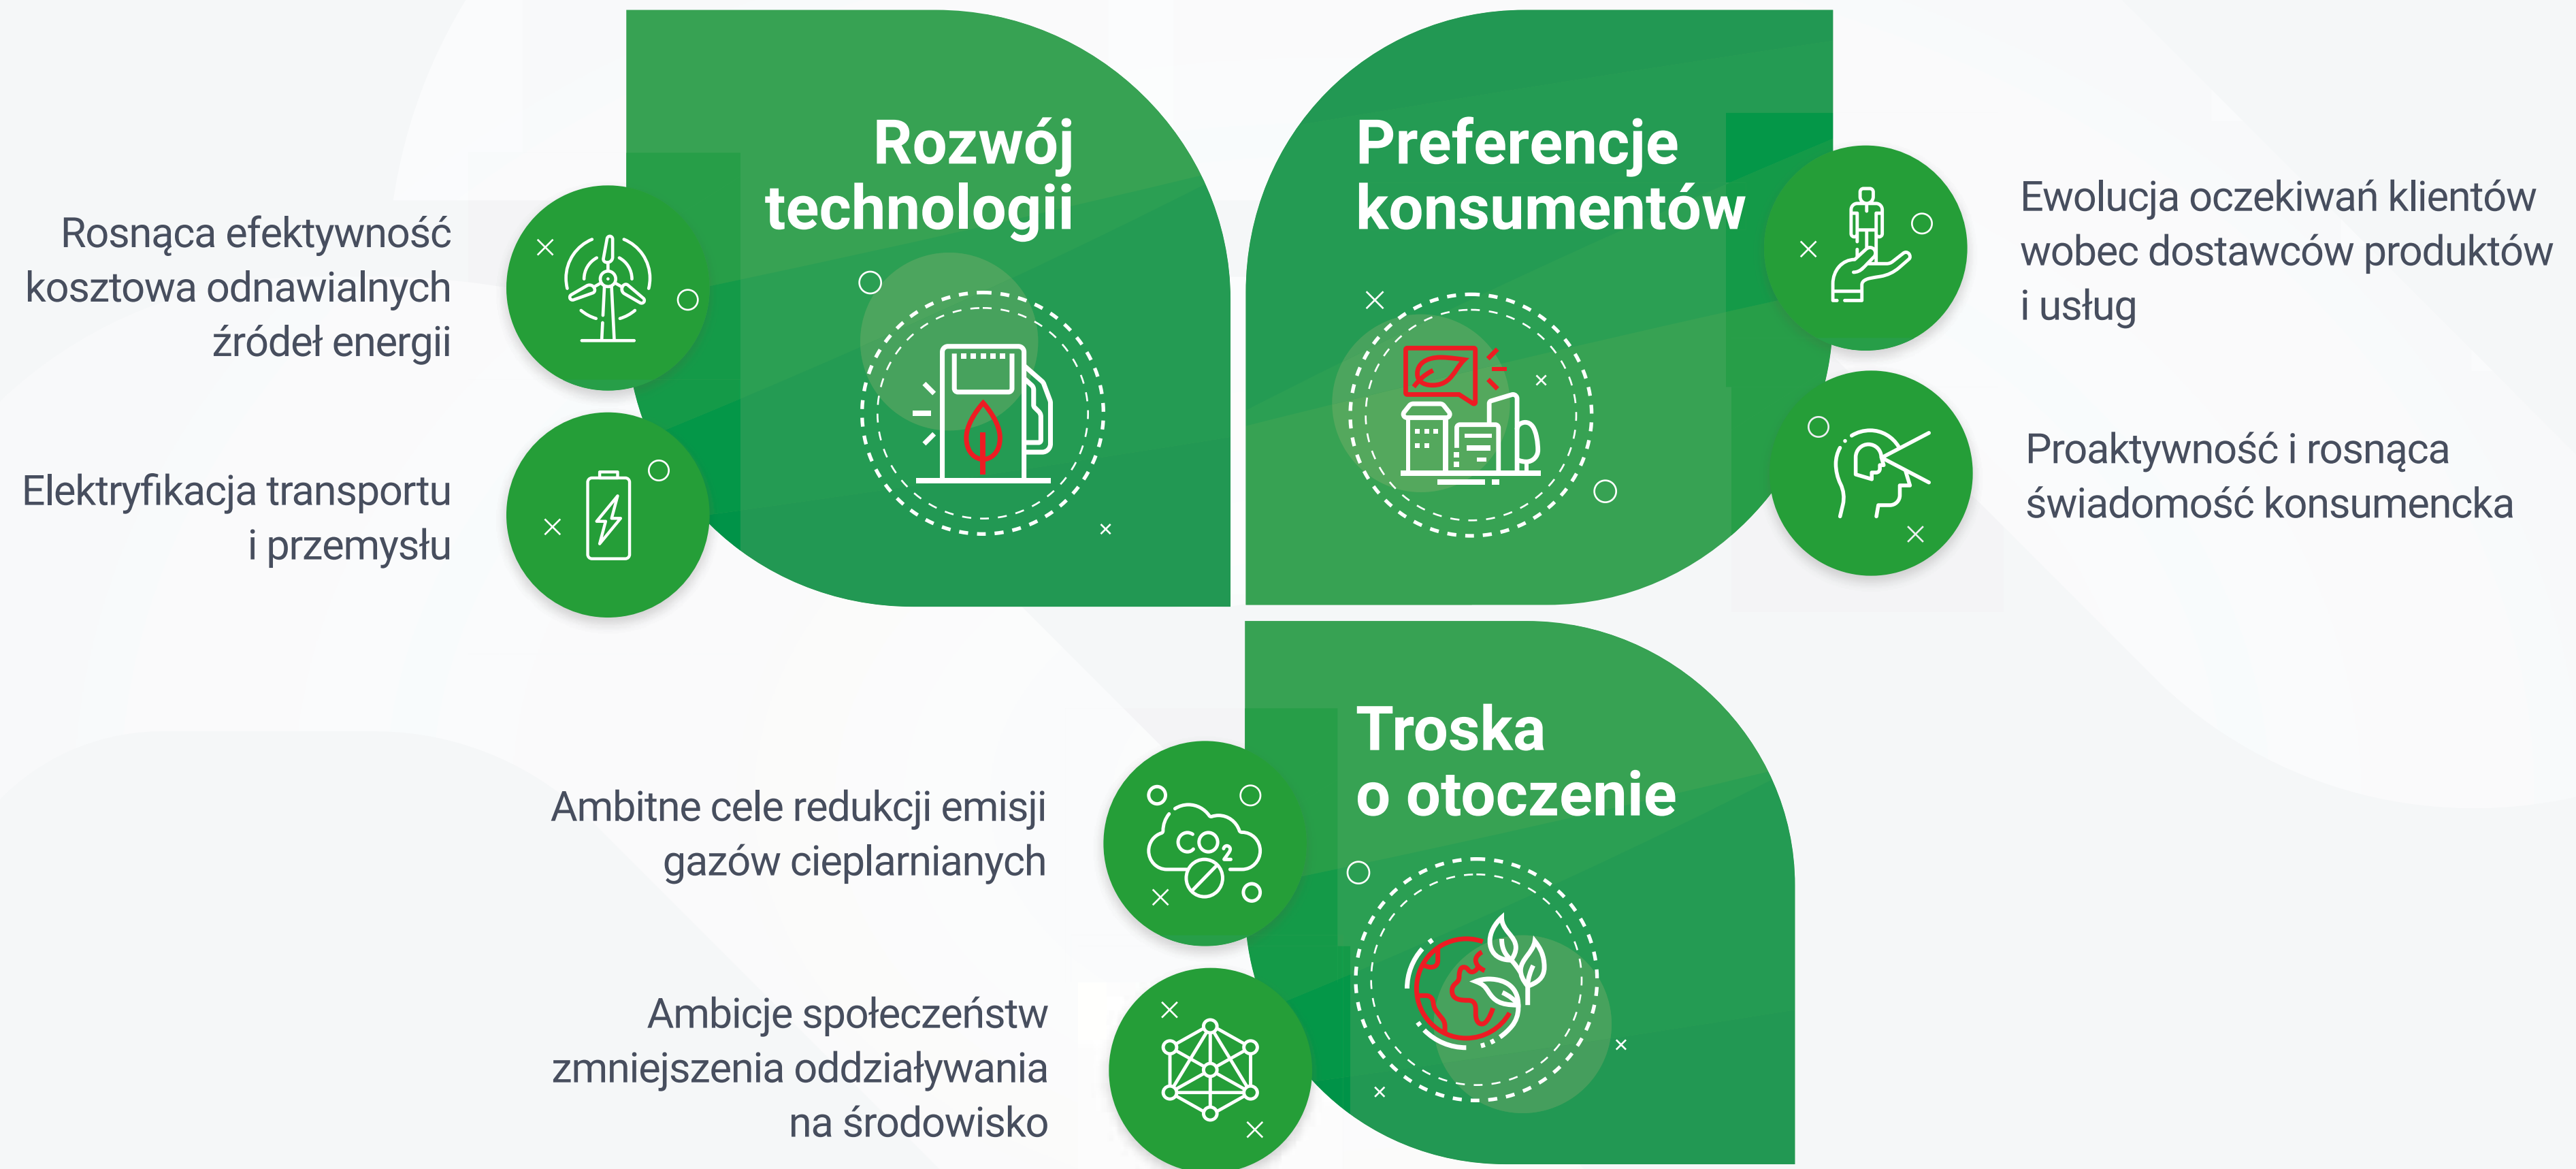 Rozwój
technologii
Rosnąca efektywność
kosztowa odnawialnych
źródeł energii
Elektryfikacja transportu
i przemysłu
Preferencje
konsumentów
Ewolucja oczekiwań klientów
wobec dostawców produktów
i usług
Proaktywność i rosnąca
świadomość konsumencka
Troska
o otoczenie
Ambitne cele redukcji emisji
gazów cieplarnianych
CO₂
Ambicje społeczeństw
zmniejszenia oddziaływania
na środowisko